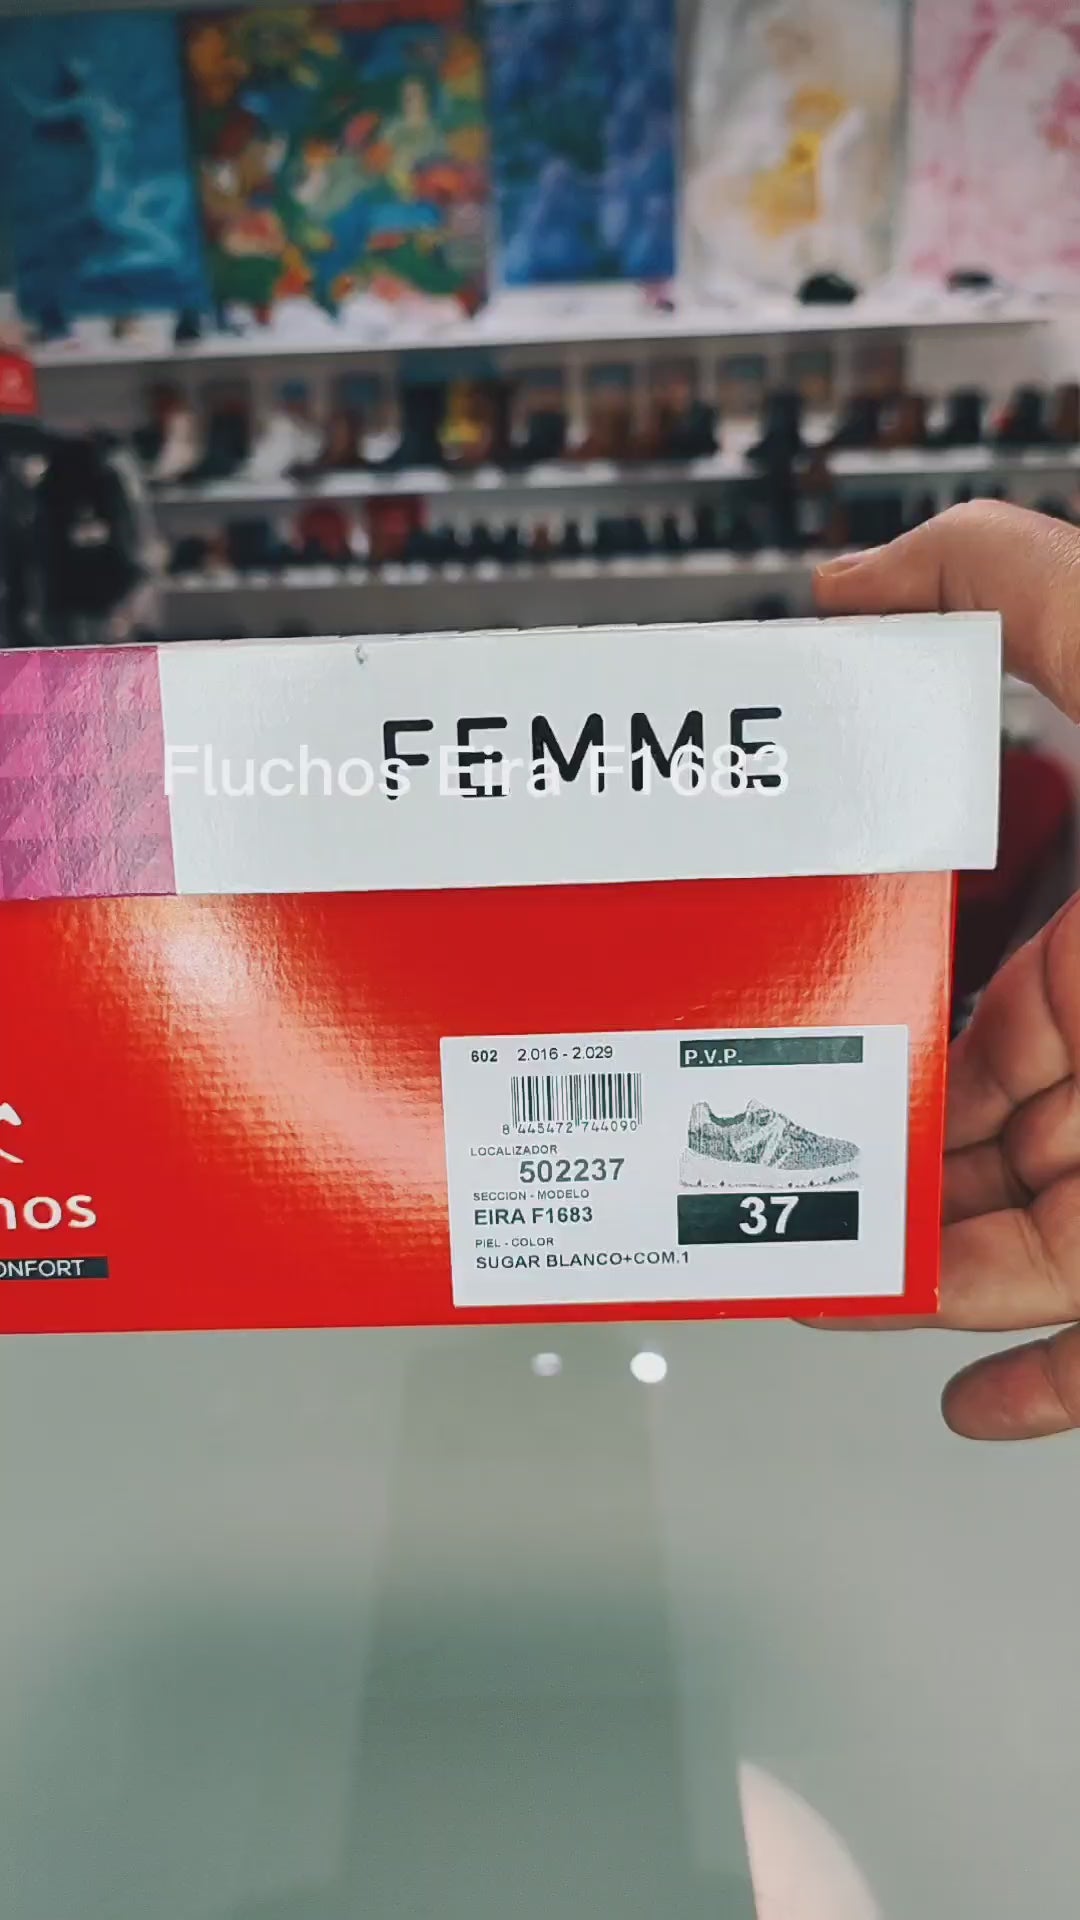 FEMME
Fluchos Eira F1683
602 2.016 - 2.029
P.V.P.
8 445472 744090
LOCALIZADOR
502237
SECCION - MODELO
EIRA F1683
37
PIEL - COLOR
SUGAR BLANCO+COM.1
hos
ONFORT